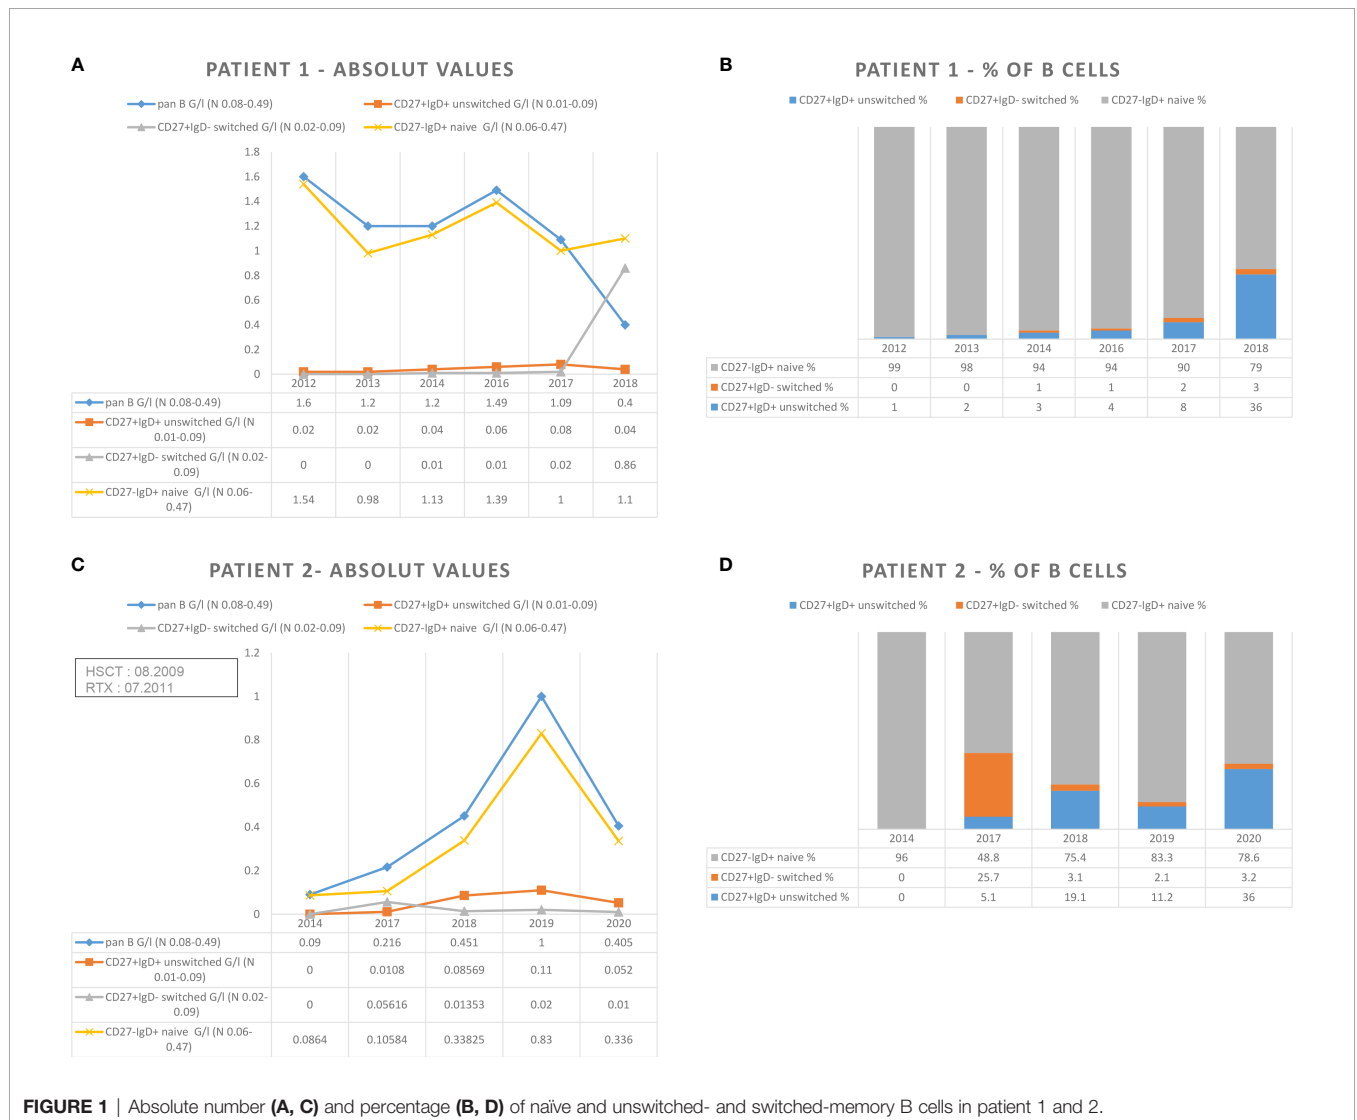 A
PATIENT 1 - ABSOLUT VALUES
pan B G/l (N 0.08-0.49)
CD27+IgD+ unswitched G/l (N 0.01-0.09)
CD27+IgD- switched G/l (N 0.02-0.09)
CD27-IgD+ naive G/l (N 0.06-0.47)
1.8
1.6
1.4
1.2
1
0.8
0.6
0.4
0.2
0
2012 2013 2014 2016 2017 2018
pan B G/l (N 0.08-0.49) 1.6 1.2 1.2 1.49 1.09 0.4
CD27+IgD+ unswitched G/l (N
0.01-0.09) 0.02 0.02 0.04 0.06 0.08 0.04
CD27+IgD- switched G/l (N 0.02-
0.09) 0 0 0.01 0.01 0.02 0.86
CD27-IgD+ naive G/l (N 0.06-
0.47) 1.54 0.98 1.13 1.39 1 1.1
B
PATIENT 1 - % OF B CELLS
CD27+IgD+ unswitched % CD27+IgD- switched % CD27-IgD+ naive %
2012 2013 2014 2016 2017 2018
CD27-IgD+ naive % 99 98 94 94 90 79
CD27+IgD- switched % 0 0 1 1 2 3
CD27+IgD+ unswitched % 1 2 3 4 8 36
C
PATIENT 2- ABSOLUT VALUES
pan B G/l (N 0.08-0.49)
CD27+IgD+ unswitched G/l (N 0.01-0.09)
CD27+IgD- switched G/l (N 0.02-0.09)
CD27-IgD+ naive G/l (N 0.06-0.47)
HSCT : 08.2009
RTX : 07.2011
1.2
1
0.8
0.6
0.4
0.2
0
2014 2017 2018 2019 2020
pan B G/l (N 0.08-0.49) 0.09 0.216 0.451 1 0.405
CD27+IgD+ unswitched G/l (N
0.01-0.09) 0 0.0108 0.08569 0.11 0.052
CD27+IgD- switched G/l (N 0.02-
0.09) 0 0.05616 0.01353 0.02 0.01
CD27-IgD+ naive G/l (N 0.06-
0.47) 0.0864 0.10584 0.33825 0.83 0.336
D
PATIENT 2 - % OF B CELLS
CD27+IgD+ unswitched % CD27+IgD- switched % CD27-IgD+ naive %
2014 2017 2018 2019 2020
CD27-IgD+ naive % 96 48.8 75.4 83.3 78.6
CD27+IgD- switched % 0 25.7 3.1 2.1 3.2
CD27+IgD+ unswitched % 0 5.1 19.1 11.2 36
FIGURE 1 | Absolute number (A, C) and percentage (B, D) of naïve and unswitched- and switched-memory B cells in patient 1 and 2.